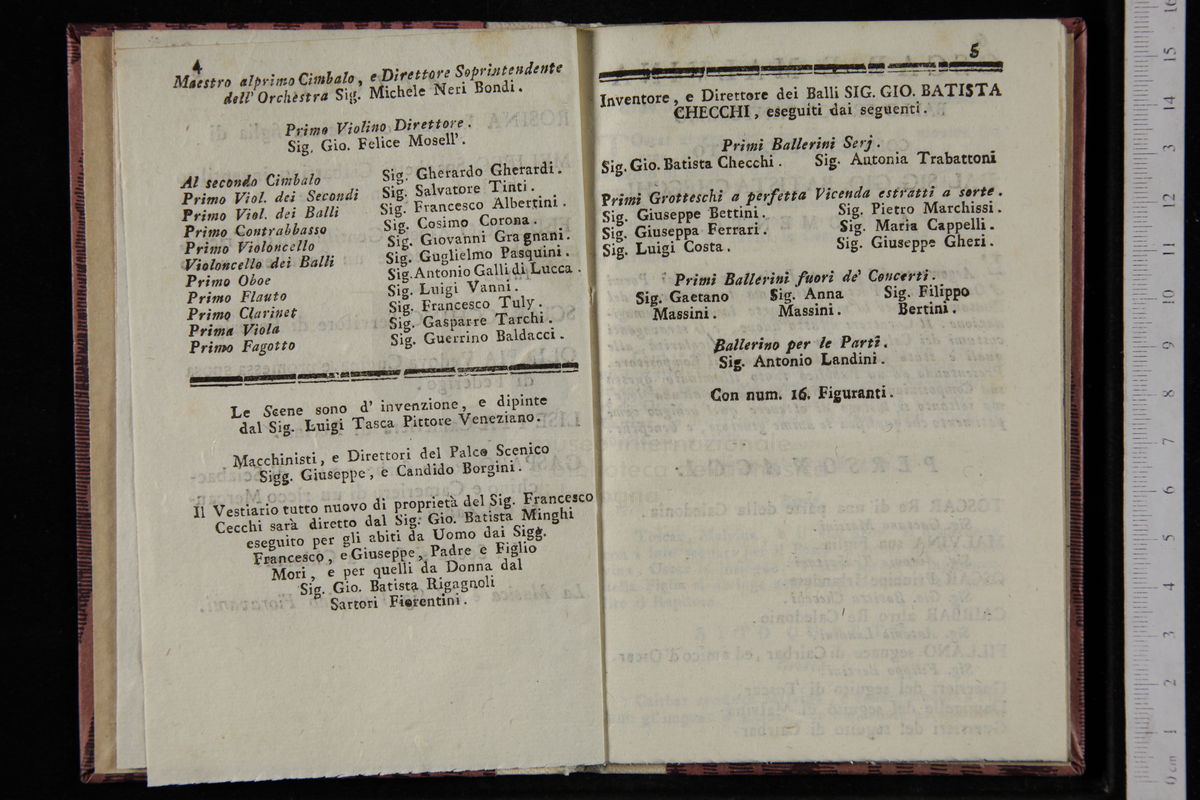 4
Maestro alprimo Cimbalo, e Direttore Soprintendente
dell' Orchestra Sig. Michele Neri Bondi.
Primo Violino Direttore.
Sig. Gio. Felice Mosell'.
Al secondo Cimbalo Sig. Gherardo Gherardi.
Primo Viol. dei Secondi Sig. Salvatore Tinti.
Primo Viol. dei Balli Sig. Francesco Albertini.
Primo Contrabbasso Sig. Cosimo Corona.
Primo Violoncello Sig. Giovanni Gragnani.
Violoncello dei Balli Sig. Guglielmo Pasquini.
Primo Oboe Sig. Antonio Galli di Lucca.
Primo Flauto Sig. Luigi Vanni.
Primo Clarinet Sig. Francesco Tuly.
Prima Viola Sig. Gasparre Tarchi.
Primo Fagotto Sig. Guerrino Baldacci.
Le Scene sono d' invenzione, e dipinte
dal Sig. Luigi Tasca Pittore Veneziano.
Macchinisti, e Direttori del Palco Scenico
Sigg. Giuseppe, e Candido Borgini.
Il Vestiario tutto nuovo di proprietà del Sig. Francesco
Cecchi sarà diretto dal Sig. Gio. Batista Minghi
eseguito per gli abiti da Uomo dai Sigg.
Francesco, e Giuseppe, Padre e Figlio
Mori, e per quelli da Donna dal
Sig. Gio. Batista Rigagnoli
Sartori Fiorentini.
5
Inventore, e Direttore dei Balli SIG. GIO. BATISTA
CHECCHI, eseguiti dai seguenti.
Primi Ballerini Serj.
Sig. Gio. Batista Checchi. Sig. Antonia Trabattoni
Primi Grotteschi a perfetta Vicenda estratti a sorte.
Sig. Giuseppe Bettini. Sig. Pietro Marchissi.
Sig. Giuseppa Ferrari. Sig. Maria Cappelli.
Sig. Luigi Costa. Sig. Giuseppe Gheri.
Primi Ballerini fuori de' Concerti.
Sig. Gaetano Sig. Anna Sig. Filippo
Massini. Massini. Bertini.
Ballerino per le Parti.
Sig. Antonio Landini.
Con num. 16. Figuranti.